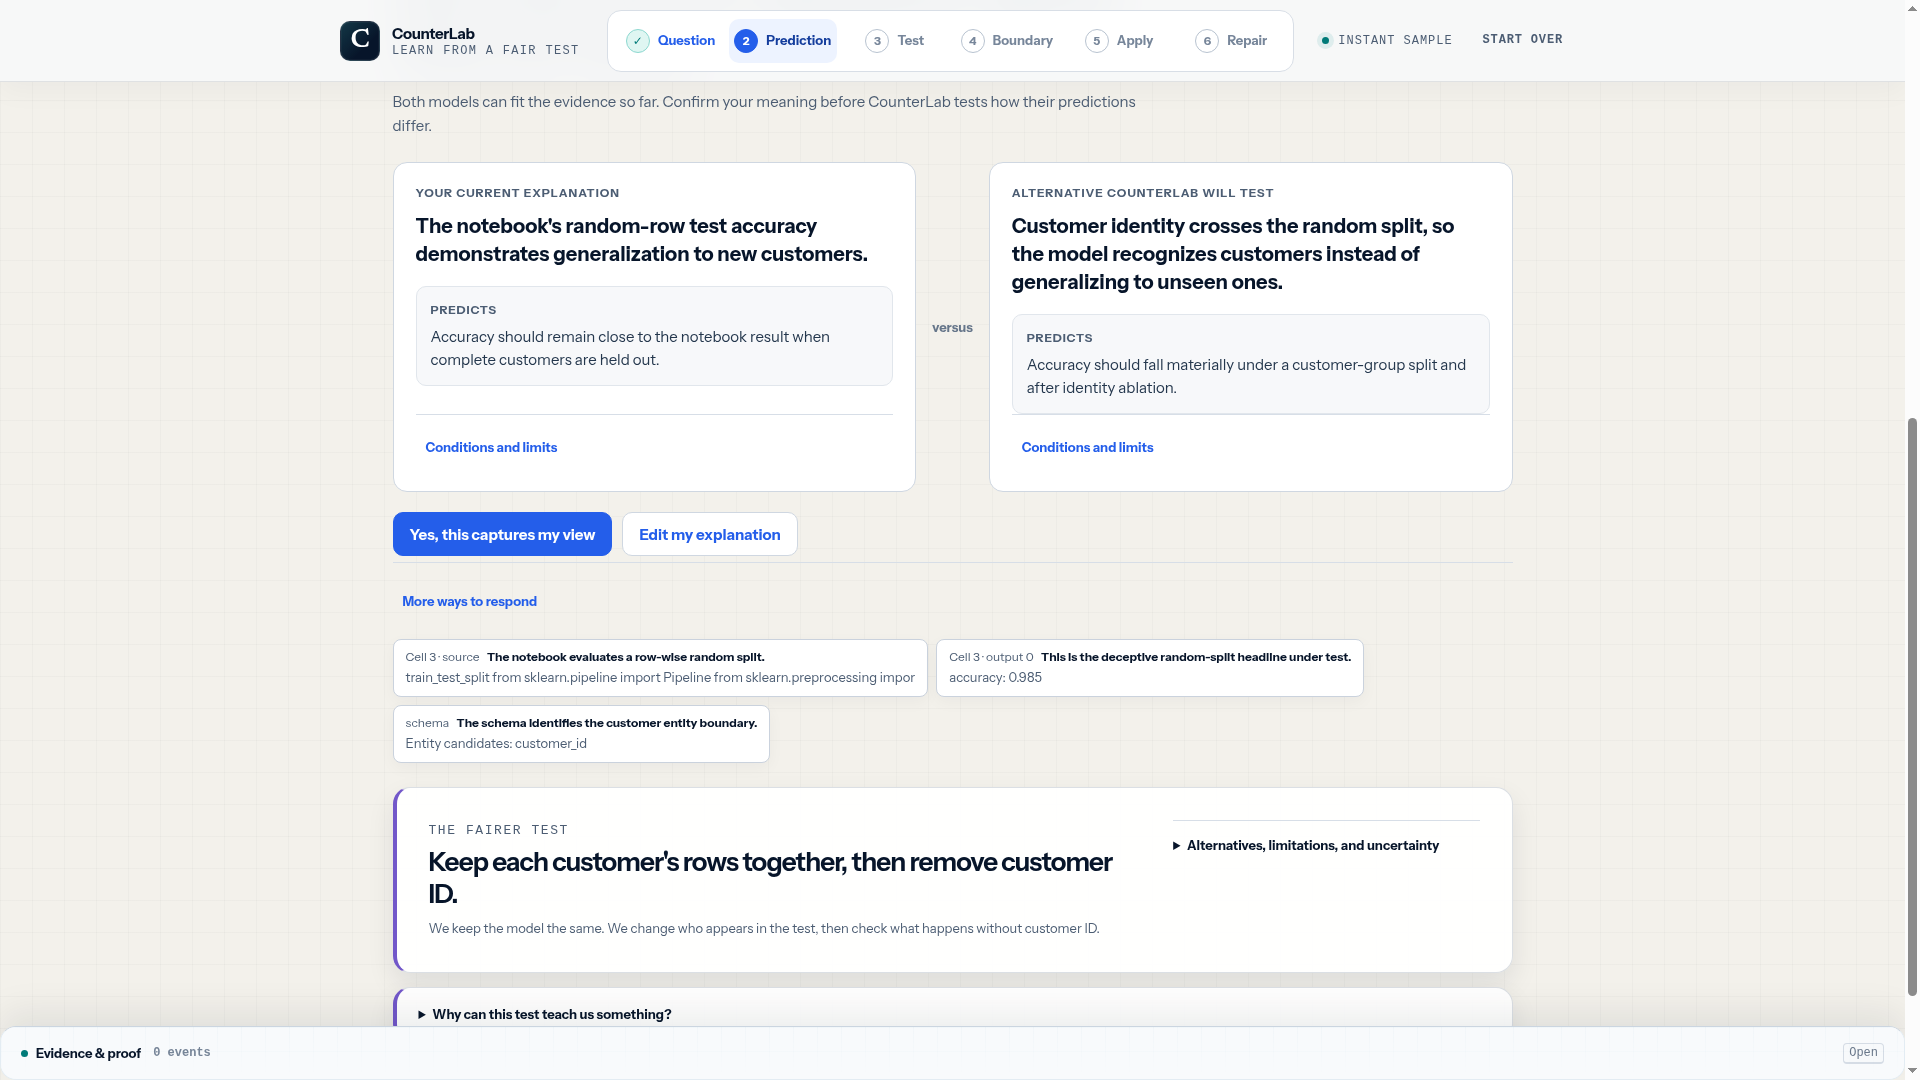 C
CounterLab
LEARN FROM A FAIR TEST
✓ Question
2 Prediction
3 Test
4 Boundary
5 Apply
6 Repair
INSTANT SAMPLE
START OVER
Both models can fit the evidence so far. Confirm your meaning before CounterLab tests how their predictions
differ.
YOUR CURRENT EXPLANATION
The notebook's random-row test accuracy
demonstrates generalization to new customers.
PREDICTS
Accuracy should remain close to the notebook result when
complete customers are held out.
Conditions and limits
versus
ALTERNATIVE COUNTERLAB WILL TEST
Customer identity crosses the random split, so
the model recognizes customers instead of
generalizing to unseen ones.
PREDICTS
Accuracy should fall materially under a customer-group split and
after identity ablation.
Conditions and limits
Yes, this captures my view
Edit my explanation
More ways to respond
Cell 3 · source The notebook evaluates a row-wise random split.
train_test_split from sklearn.pipeline import Pipeline from sklearn.preprocessing impor
Cell 3 · output 0 This is the deceptive random-split headline under test.
accuracy: 0.985
schema The schema identifies the customer entity boundary.
Entity candidates: customer_id
THE FAIRER TEST
Keep each customer's rows together, then remove customer
ID.
We keep the model the same. We change who appears in the test, then check what happens without customer ID.
Alternatives, limitations, and uncertainty
Why can this test teach us something?
Evidence & proof 0 events
Open